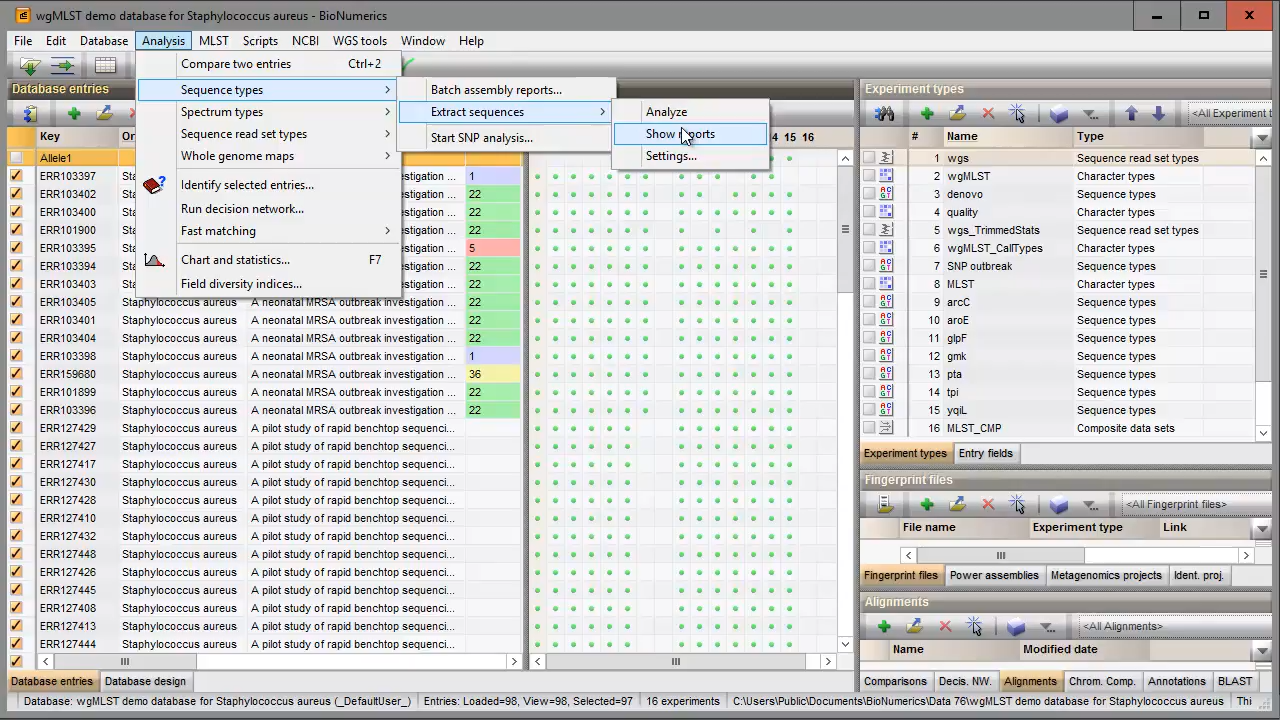 wgMLST demo database for Staphylococcus aureus - BioNumerics
File Edit Database Analysis MLST Scripts NCBI WGS tools Window Help
Compare two entries Ctrl+2
Sequence types
Spectrum types
Sequence read set types
Whole genome maps
Identify selected entries...
un decision network...
Fast matching
Chart and statistics... F7
Field diversity indices...
Batch assembly reports...
Extract sequences
Start SNP analysis...
Analyze
Show reports
Settings...
Database entries
Key
4 15 16
Allele1
ERR103397 estigation ... 1
ERR103402 estigation ... 22
ERR103400 estigation ... 22
ERR101900 estigation ... 22
ERR103395 estigation ... 5
ERR103394 estigation ... 22
ERR103403 estigation ... 22
ERR103405 Staphylococcus aureus A neonatal MRSA outbreak investigation ... 22
ERR103401 Staphylococcus aureus A neonatal MRSA outbreak investigation ... 22
ERR103404 Staphylococcus aureus A neonatal MRSA outbreak investigation ... 22
ERR103398 Staphylococcus aureus A neonatal MRSA outbreak investigation ... 1
ERR159680 Staphylococcus aureus A neonatal MRSA outbreak investigation ... 36
ERR101899 Staphylococcus aureus A neonatal MRSA outbreak investigation ... 22
ERR103396 Staphylococcus aureus A neonatal MRSA outbreak investigation ... 22
ERR127429 Staphylococcus aureus A pilot study of rapid benchtop sequenci...
ERR127427 Staphylococcus aureus A pilot study of rapid benchtop sequenci...
ERR127417 Staphylococcus aureus A pilot study of rapid benchtop sequenci...
ERR127430 Staphylococcus aureus A pilot study of rapid benchtop sequenci...
ERR127428 Staphylococcus aureus A pilot study of rapid benchtop sequenci...
ERR127410 Staphylococcus aureus A pilot study of rapid benchtop sequenci...
ERR127432 Staphylococcus aureus A pilot study of rapid benchtop sequenci...
ERR127448 Staphylococcus aureus A pilot study of rapid benchtop sequenci...
ERR127426 Staphylococcus aureus A pilot study of rapid benchtop sequenci...
ERR127445 Staphylococcus aureus A pilot study of rapid benchtop sequenci...
ERR127408 Staphylococcus aureus A pilot study of rapid benchtop sequenci...
ERR127413 Staphylococcus aureus A pilot study of rapid benchtop sequenci...
ERR127444 Staphylococcus aureus A pilot study of rapid benchtop sequenci...
Database entries Database design
Experiment types
<All Experiment t
# Name Type
1 wgs Sequence read set types
2 wgMLST Character types
3 denovo Sequence types
4 quality Character types
5 wgs_TrimmedStats Sequence read set types
6 wgMLST_CallTypes Character types
7 SNP outbreak Sequence types
8 MLST Character types
9 arcC Sequence types
10 aroE Sequence types
11 glpF Sequence types
12 gmk Sequence types
13 pta Sequence types
14 tpi Sequence types
15 yqiL Sequence types
16 MLST_CMP Composite data sets
Experiment types Entry fields
Fingerprint files
<All Fingerprint files>
File name Experiment type Link
Fingerprint files Power assemblies Metagenomics projects Ident. proj.
Alignments
<All Alignments>
Name Modified date
Comparisons Decis. NW. Alignments Chrom. Comp. Annotations BLAST
Database: wgMLST demo database for Staphylococcus aureus (_DefaultUser_) Entries: Loaded=98, View=98, Selected=97 16 experiments C:\Users\Public\Documents\BioNumerics\Data 76\wgMLST demo database for Staphylococcus aureus Thi